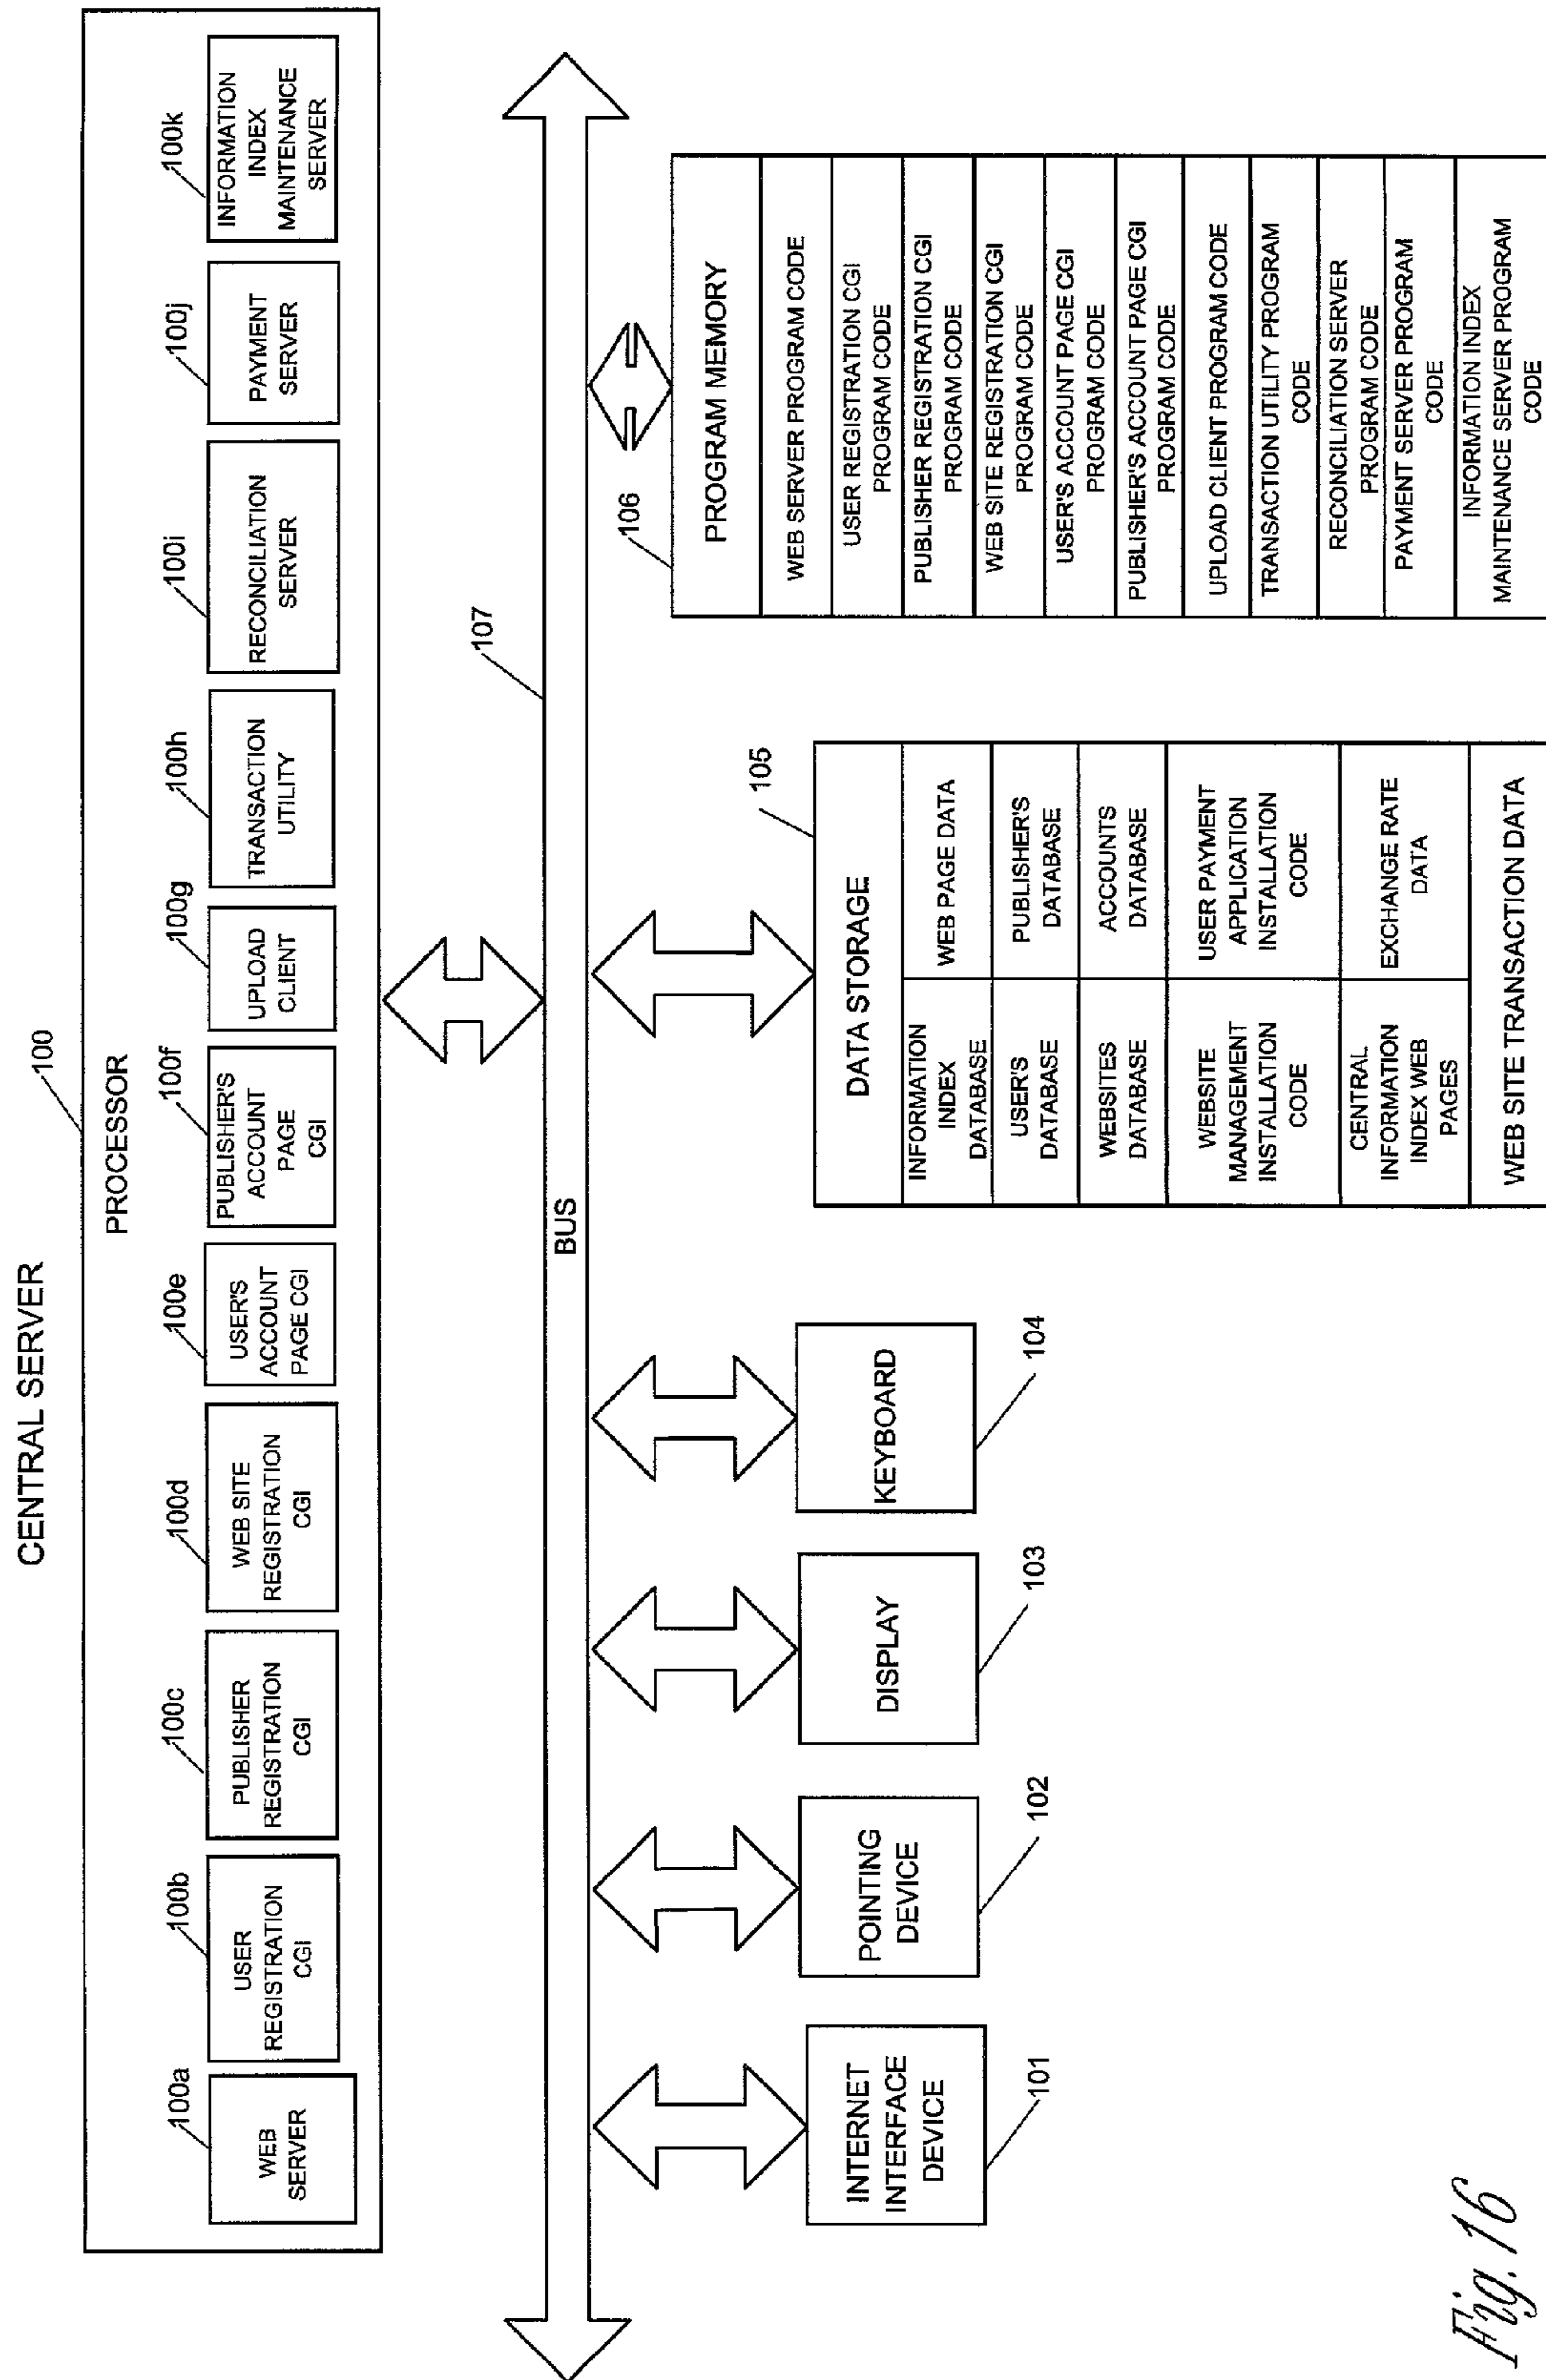 CENTRAL SERVER
100
PROCESSOR
100a
WEB
SERVER
100b
USER
REGISTRATION
CGI
100c
PUBLISHER
REGISTRATION
CGI
100d
WEB SITE
REGISTRATION
CGI
100e
USER'S
ACCOUNT
PAGE CGI
100f
PUBLISHER'S
ACCOUNT
PAGE
CGI
100g
UPLOAD
CLIENT
100h
TRANSACTION
UTILITY
100i
RECONCILIATION
SERVER
100j
PAYMENT
SERVER
100k
INFORMATION
INDEX
MAINTENANCE
SERVER
BUS
107
INTERNET
INTERFACE
DEVICE
101
POINTING
DEVICE
102
DISPLAY
103
KEYBOARD
104
105
DATA STORAGE
INFORMATION
INDEX
DATABASE
WEB PAGE DATA
USER'S
DATABASE
PUBLISHER'S
DATABASE
WEBSITES
DATABASE
ACCOUNTS
DATABASE
WEBSITE
MANAGEMENT
INSTALLATION
CODE
USER PAYMENT
APPLICATION
INSTALLATION
CODE
CENTRAL
INFORMATION
INDEX WEB
PAGES
EXCHANGE RATE
DATA
WEB SITE TRANSACTION DATA
106
PROGRAM MEMORY
WEB SERVER PROGRAM CODE
USER REGISTRATION CGI
PROGRAM CODE
PUBLISHER REGISTRATION CGI
PROGRAM CODE
WEB SITE REGISTRATION CGI
PROGRAM CODE
USER'S ACCOUNT PAGE CGI
PROGRAM CODE
PUBLISHER'S ACCOUNT PAGE CGI
PROGRAM CODE
UPLOAD CLIENT PROGRAM CODE
TRANSACTION UTILITY PROGRAM
CODE
RECONCILIATION SERVER
PROGRAM CODE
PAYMENT SERVER PROGRAM
CODE
INFORMATION INDEX
MAINTENANCE SERVER PROGRAM
CODE
Fig. 16